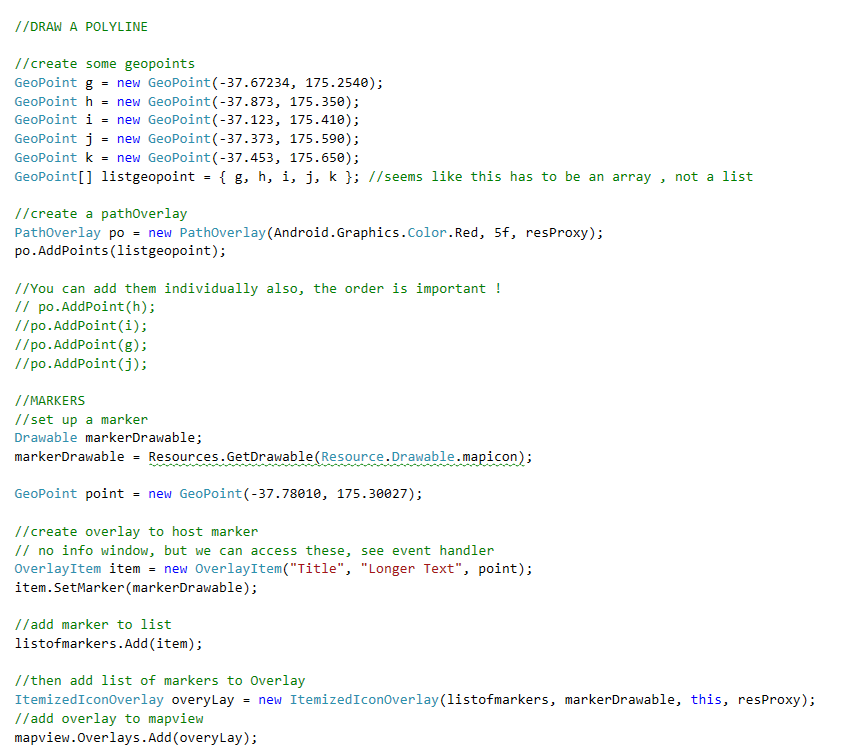 //DRAW A POLYLINE
//create some geopoints
GeoPoint g = new GeoPoint(-37.67234, 175.2540);
GeoPoint h = new GeoPoint(-37.873, 175.350);
GeoPoint i = new GeoPoint(-37.123, 175.410);
GeoPoint j = new GeoPoint(-37.373, 175.590);
GeoPoint k = new GeoPoint(-37.453, 175.650);
GeoPoint[] listgeopoint = { g, h, i, j, k }; //seems like this has to be an array , not a list
//create a pathOverlay
PathOverlay po = new PathOverlay(Android.Graphics.Color.Red, 5f, resProxy);
po.AddPoints(listgeopoint);
//You can add them individually also, the order is important !
// po.AddPoint(h);
//po.AddPoint(i);
//po.AddPoint(g);
//po.AddPoint(j);
//MARKERS
//set up a marker
Drawable markerDrawable;
markerDrawable = Resources.GetDrawable(Resource.Drawable.mapicon);
GeoPoint point = new GeoPoint(-37.78010, 175.30027);
//create overlay to host marker
// no info window, but we can access these, see event handler
OverlayItem item = new OverlayItem("Title", "Longer Text", point);
item.SetMarker(markerDrawable);
//add marker to list
listofmarkers.Add(item);
//then add list of markers to Overlay
ItemizedIconOverlay overyLay = new ItemizedIconOverlay(listofmarkers, markerDrawable, this, resProxy);
//add overlay to mapview
mapview.Overlays.Add(overyLay);